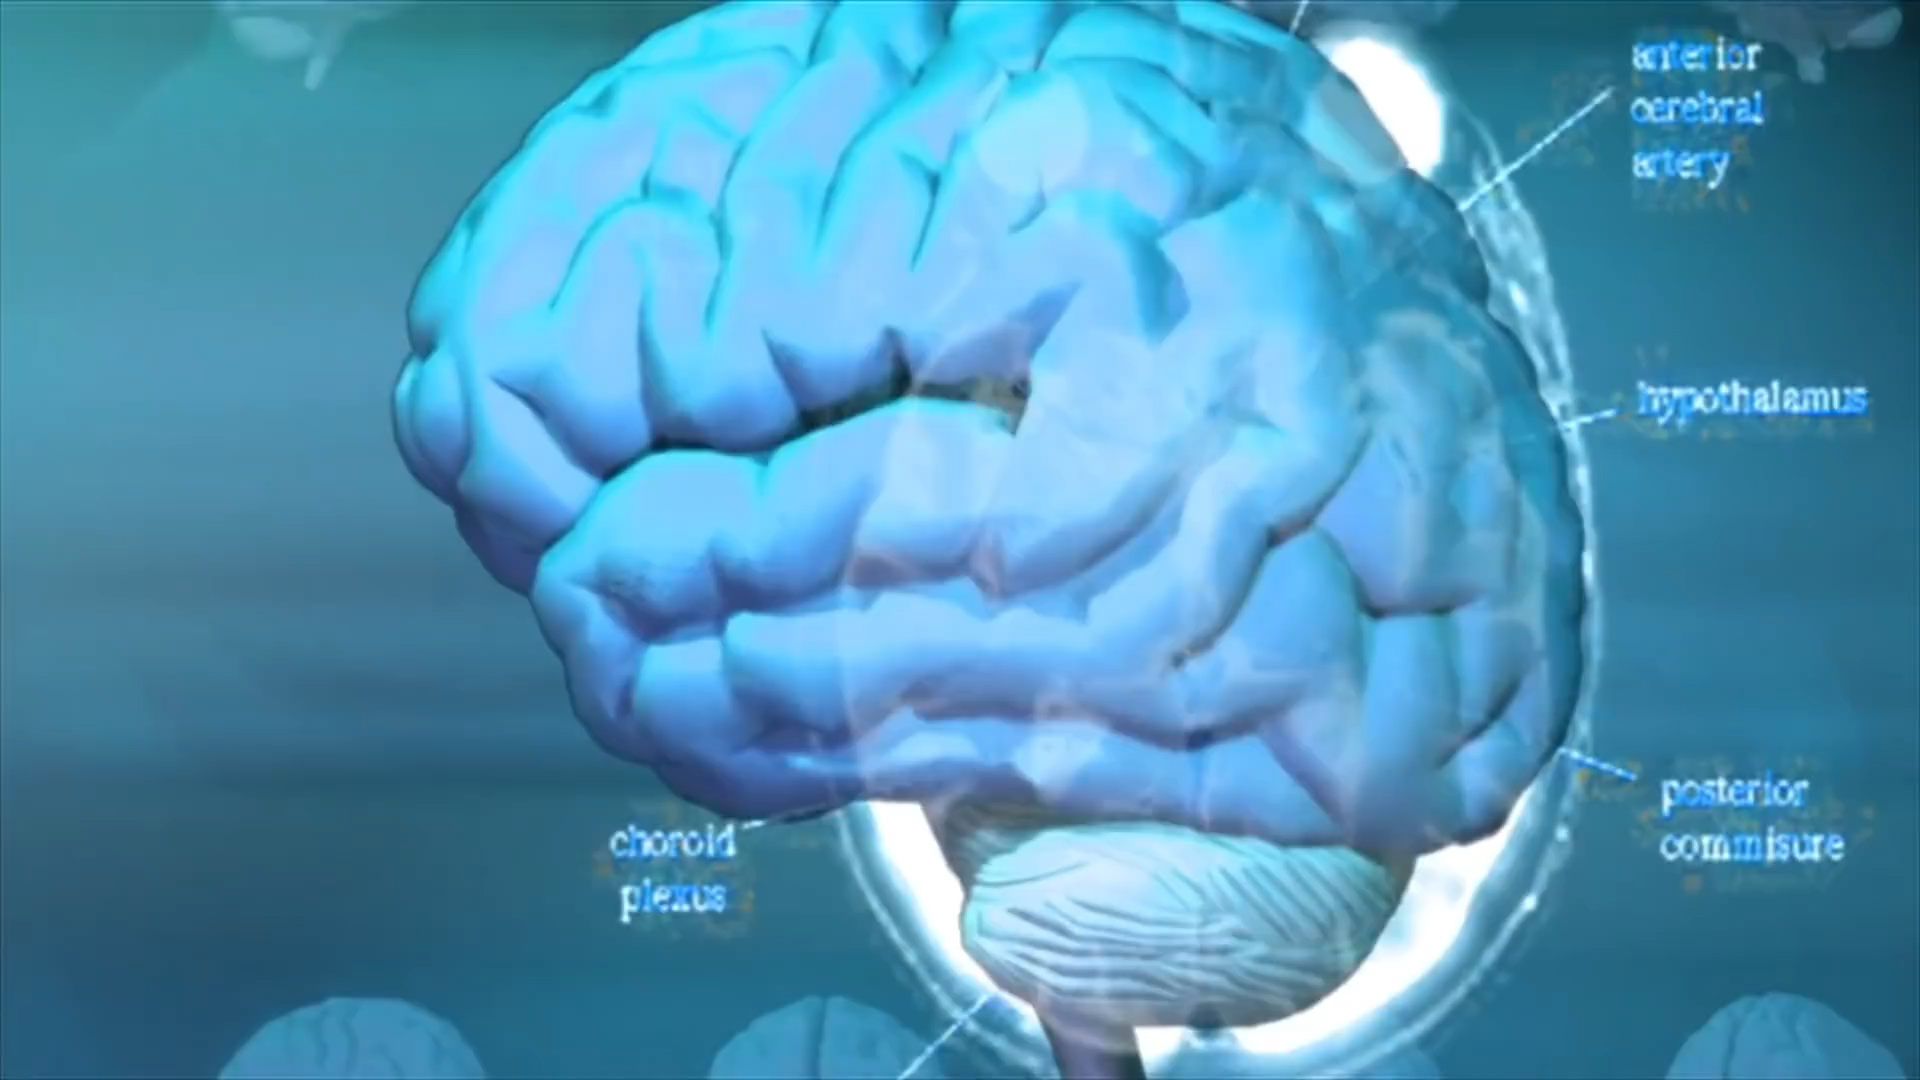 anterior
cerebral
artery
hypothalamus
posterior
commisure
choroid
plexus